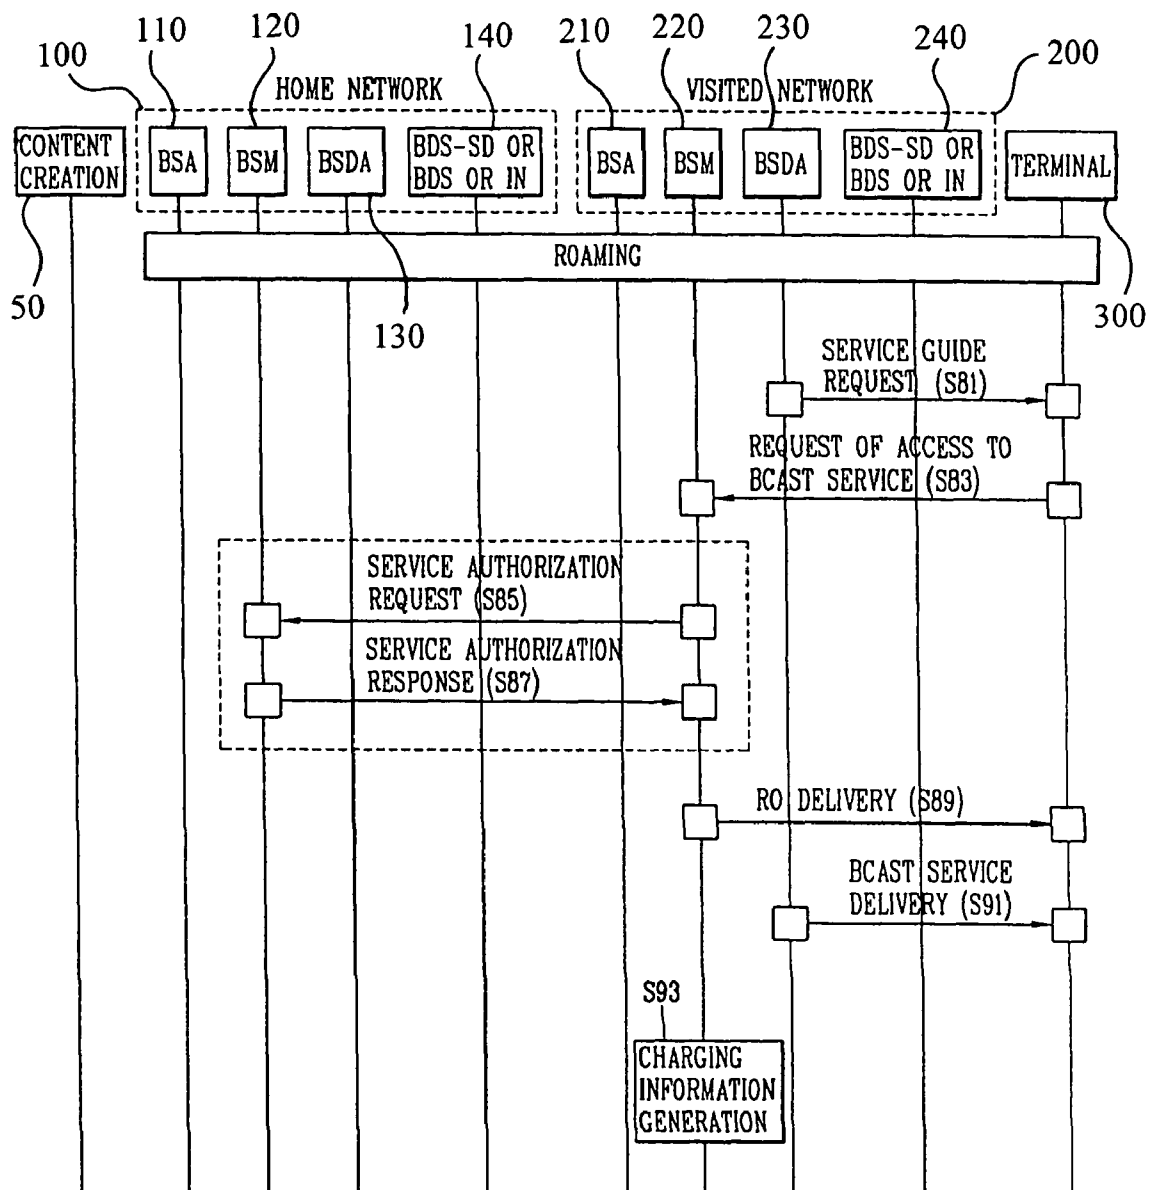 110
120
140
210
220
230
240
100
200
HOME NETWORK
VISITED NETWORK
CONTENT
CREATION
BSA
BSM
BSDA
BDS-SD OR
BDS OR IN
BSA
BSM
BSDA
BDS-SD OR
BDS OR IN
TERMINAL
ROAMING
50
130
300
SERVICE GUIDE
REQUEST (S81)
REQUEST OF ACCESS TO
BCAST SERVICE (S83)
SERVICE AUTHORIZATION
REQUEST (S85)
SERVICE AUTHORIZATION
RESPONSE (S87)
RO DELIVERY (S89)
BCAST SERVICE
DELIVERY (S91)
S93
CHARGING
INFORMATION
GENERATION